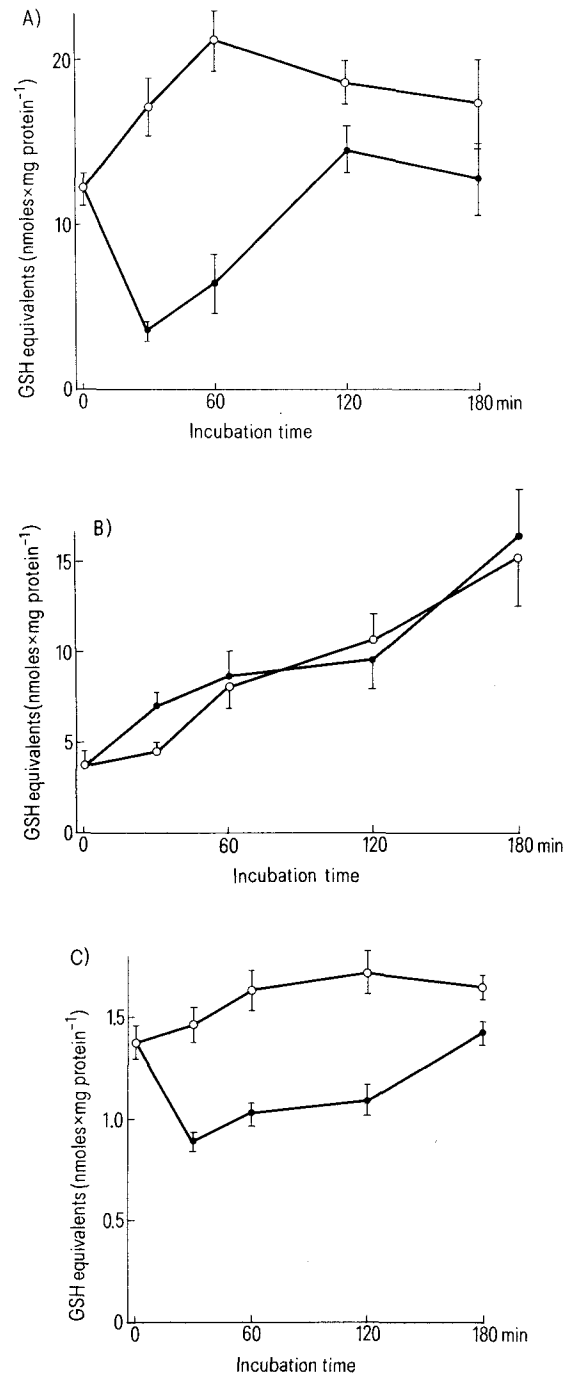 A)
GSH equivalents (nmoles×mg protein⁻¹)
20
10
0
0 60 120 180 min
Incubation time
B)
GSH equivalents (nmoles×mg protein⁻¹)
15
10
5
0
0 60 120 180 min
Incubation time
C)
GSH equivalents (nmoles×mg protein⁻¹)
1.5
1.0
0.5
0
0 60 120 180 min
Incubation time